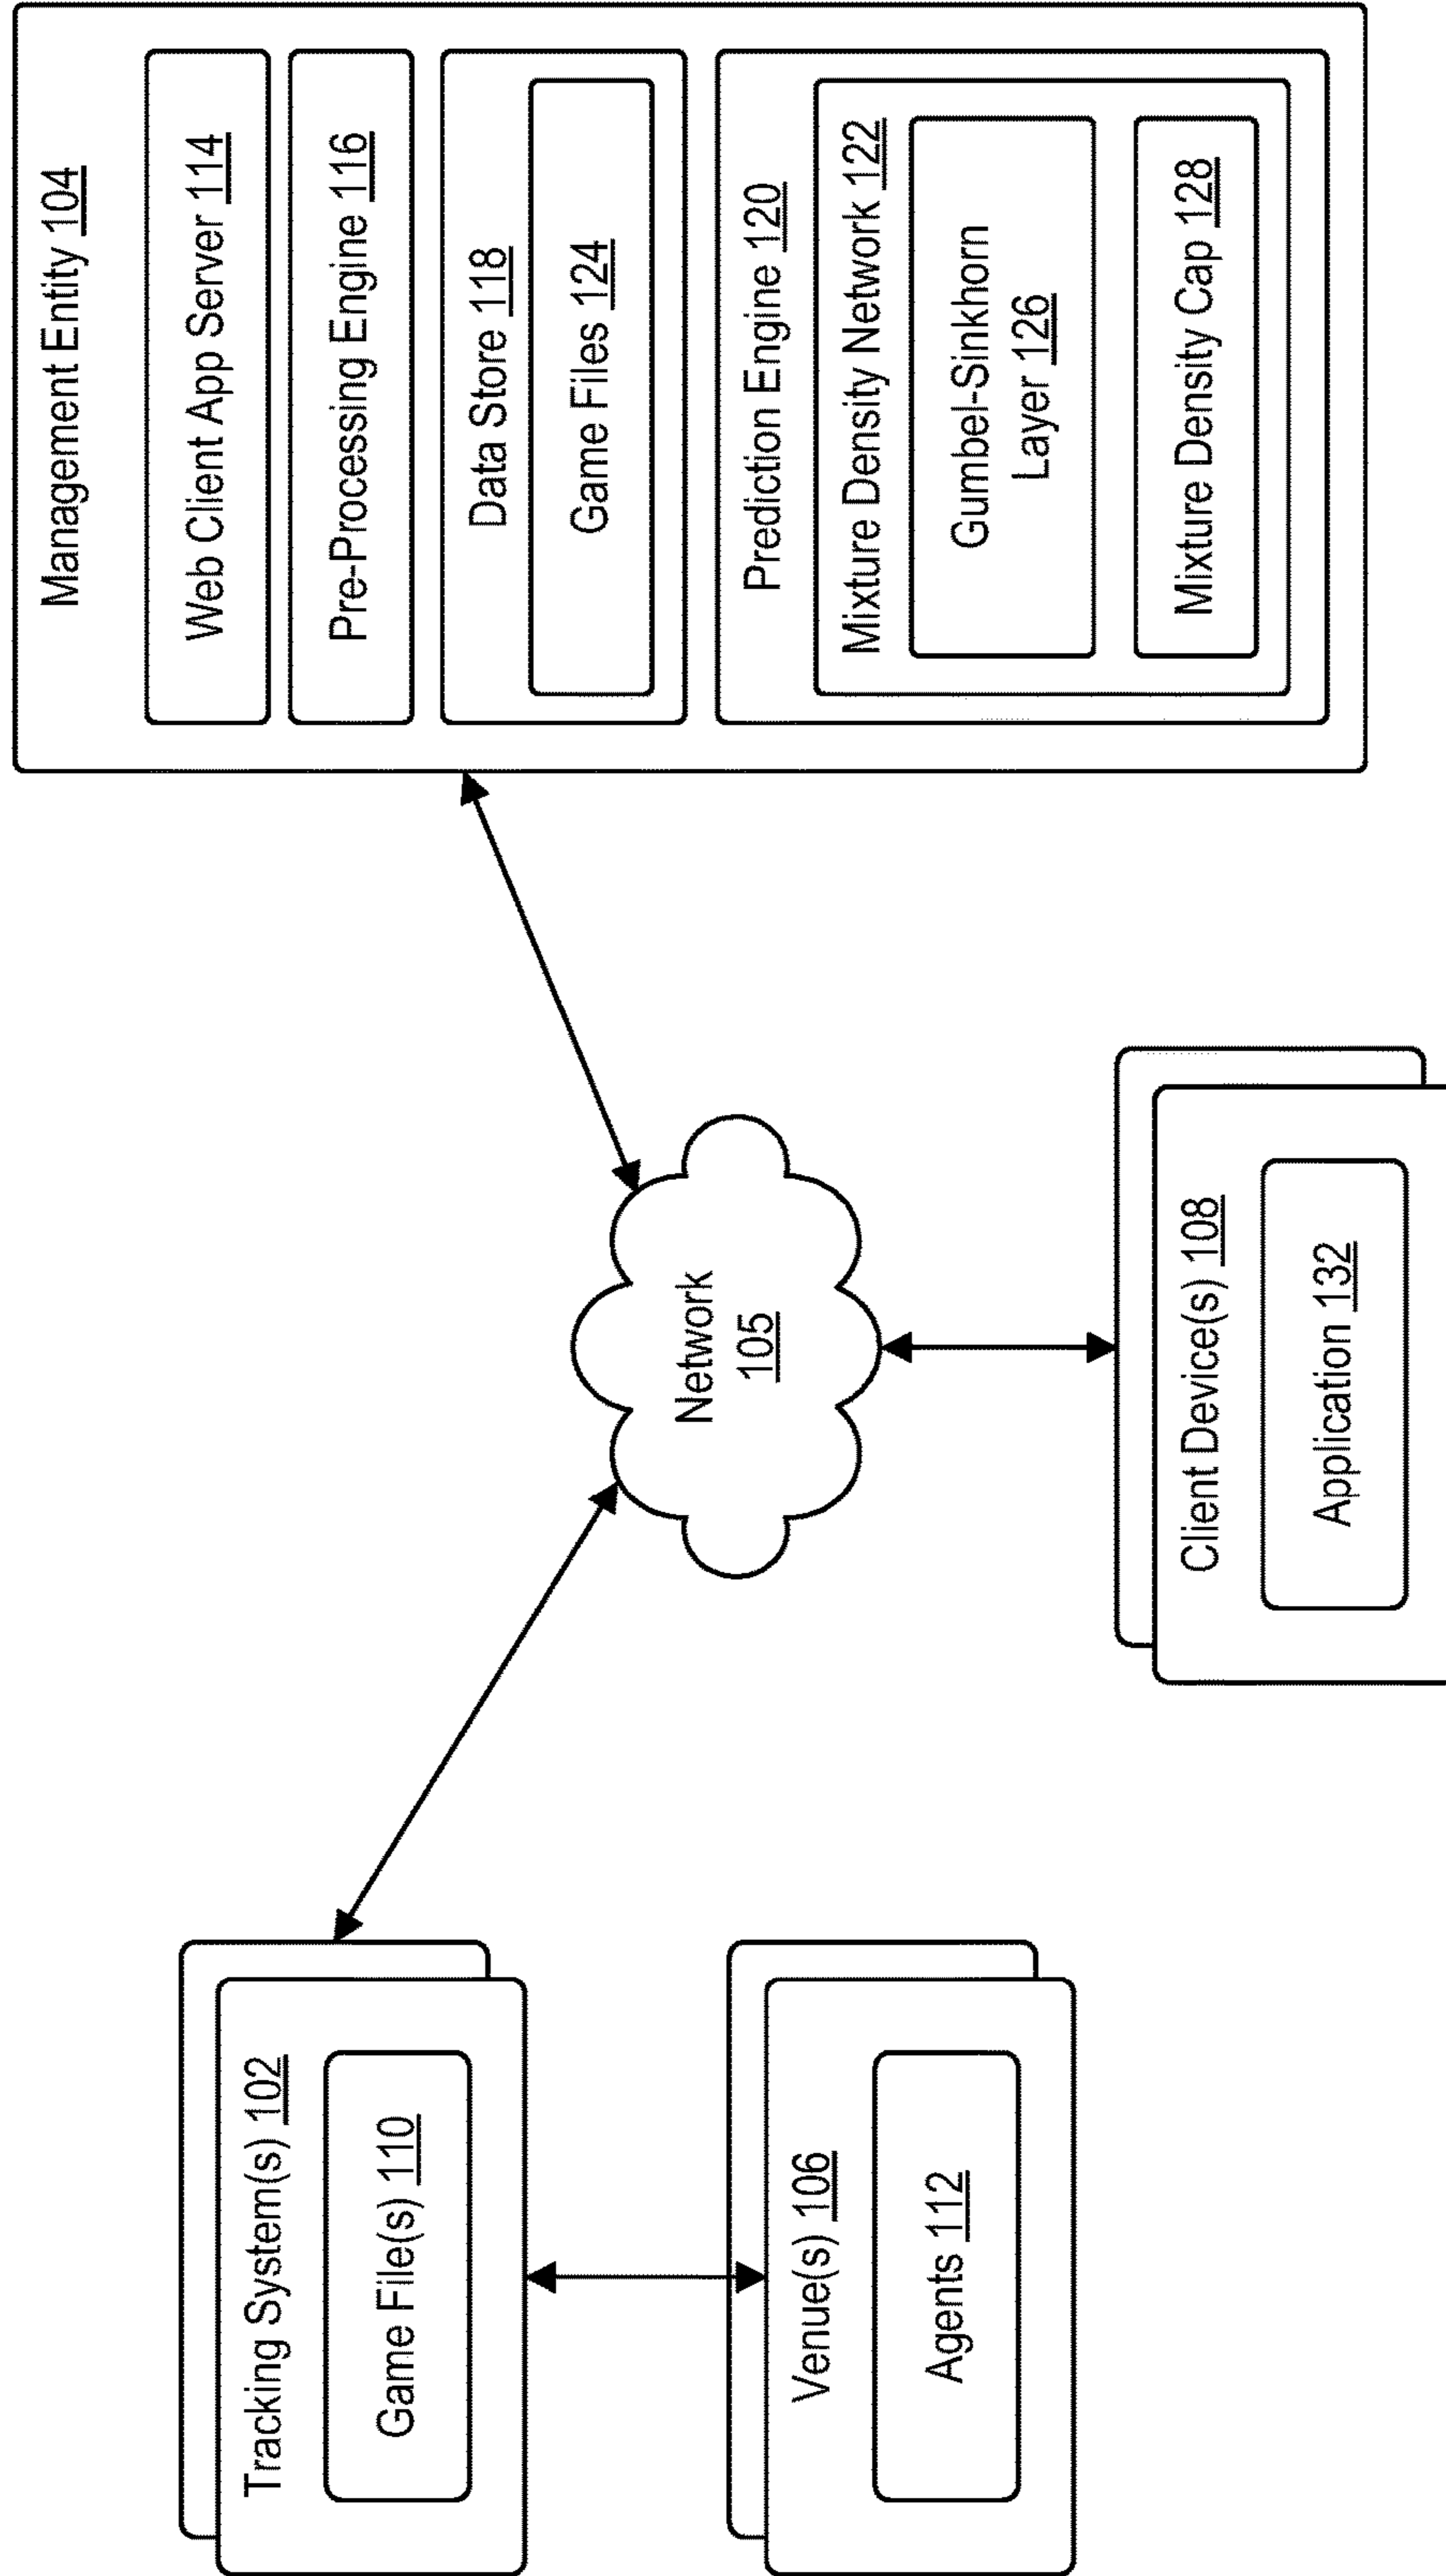 Tracking System(s) 102
Game File(s) 110
Venue(s) 106
Agents 112
Network
105
Client Device(s) 108
Application 132
Management Entity 104
Web Client App Server 114
Pre-Processing Engine 116
Data Store 118
Game Files 124
Prediction Engine 120
Mixture Density Network 122
Gumbel-Sinkhorn
Layer 126
Mixture Density Cap 128